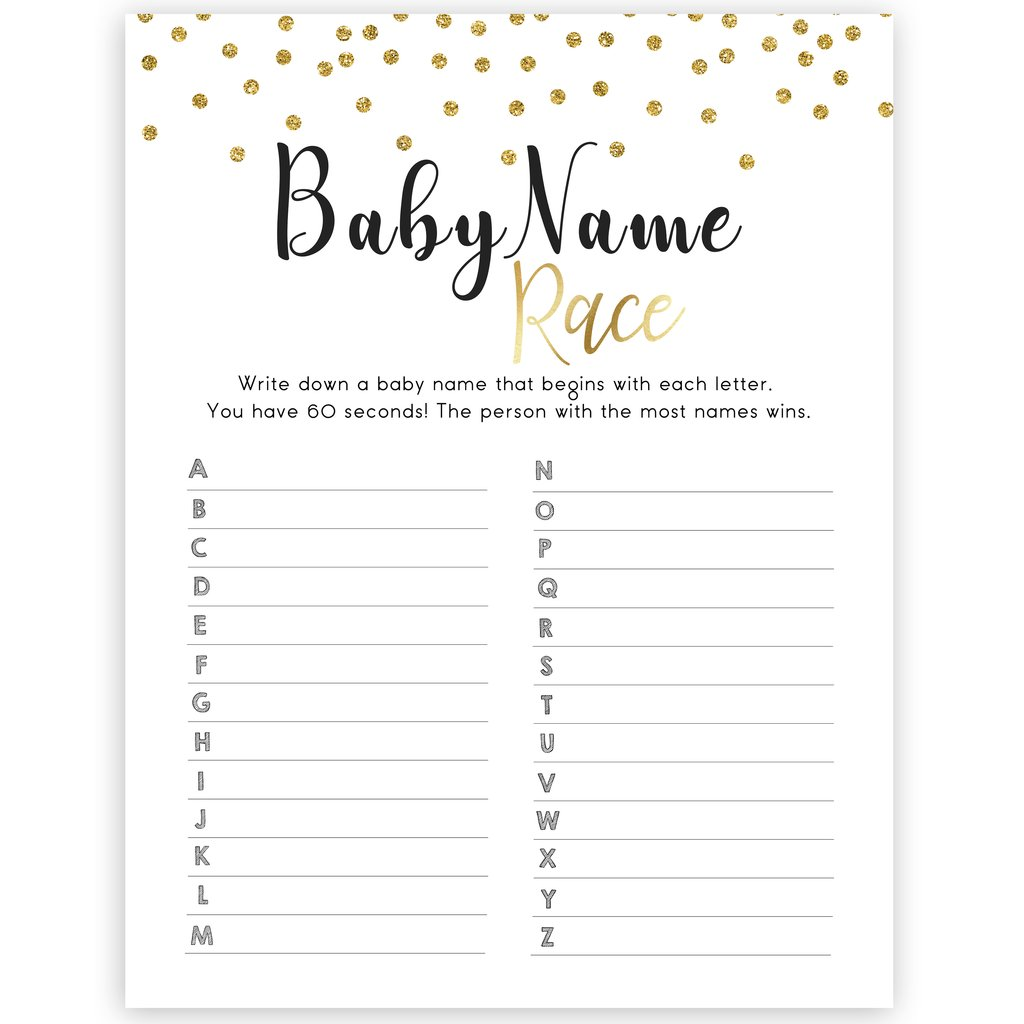 Baby Name
Race
Write down a baby name that begins with each letter.
You have 60 seconds! The person with the most names wins.
A
B
C
D
E
F
G
H
I
J
K
L
M
N
O
P
Q
R
S
T
U
V
W
X
Y
Z